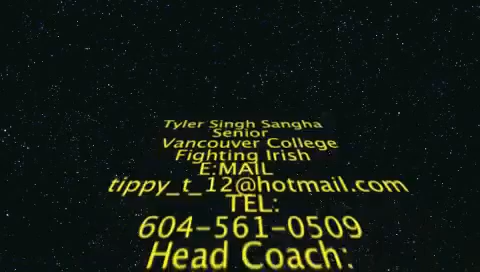 Tyler Singh Sangha
Senior
Vancouver College
Fighting Irish
E:MAIL
tippy_t_12@hotmail.com
TEL:
604-561-0509
Head Coach: